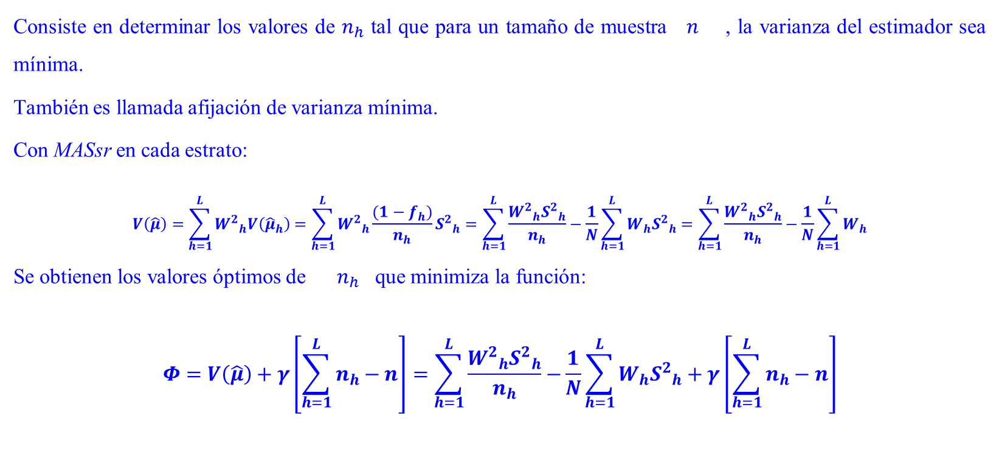 Consiste en determinar los valores de $n_h$ tal que para un tamaño de muestra $n$ , la varianza del estimador sea
mínima.
También es llamada afijación de varianza mínima.
Con MASsr en cada estrato:
$V(\hat{\mu}) = \sum_{h=1}^{L} W^2{}_h V(\hat{\mu}_h) = \sum_{h=1}^{L} W^2{}_h \frac{(1-f_h)}{n_h} S^2{}_h = \sum_{h=1}^{L} \frac{W^2{}_h S^2{}_h}{n_h} - \frac{1}{N} \sum_{h=1}^{L} W_h S^2{}_h = \sum_{h=1}^{L} \frac{W^2{}_h S^2{}_h}{n_h} - \frac{1}{N} \sum_{h=1}^{L} W_h$
Se obtienen los valores óptimos de $n_h$ que minimiza la función:
$\Phi = V(\hat{\mu}) + \gamma \left[ \sum_{h=1}^{L} n_h - n \right] = \sum_{h=1}^{L} \frac{W^2{}_h S^2{}_h}{n_h} - \frac{1}{N} \sum_{h=1}^{L} W_h S^2{}_h + \gamma \left[ \sum_{h=1}^{L} n_h - n \right]$